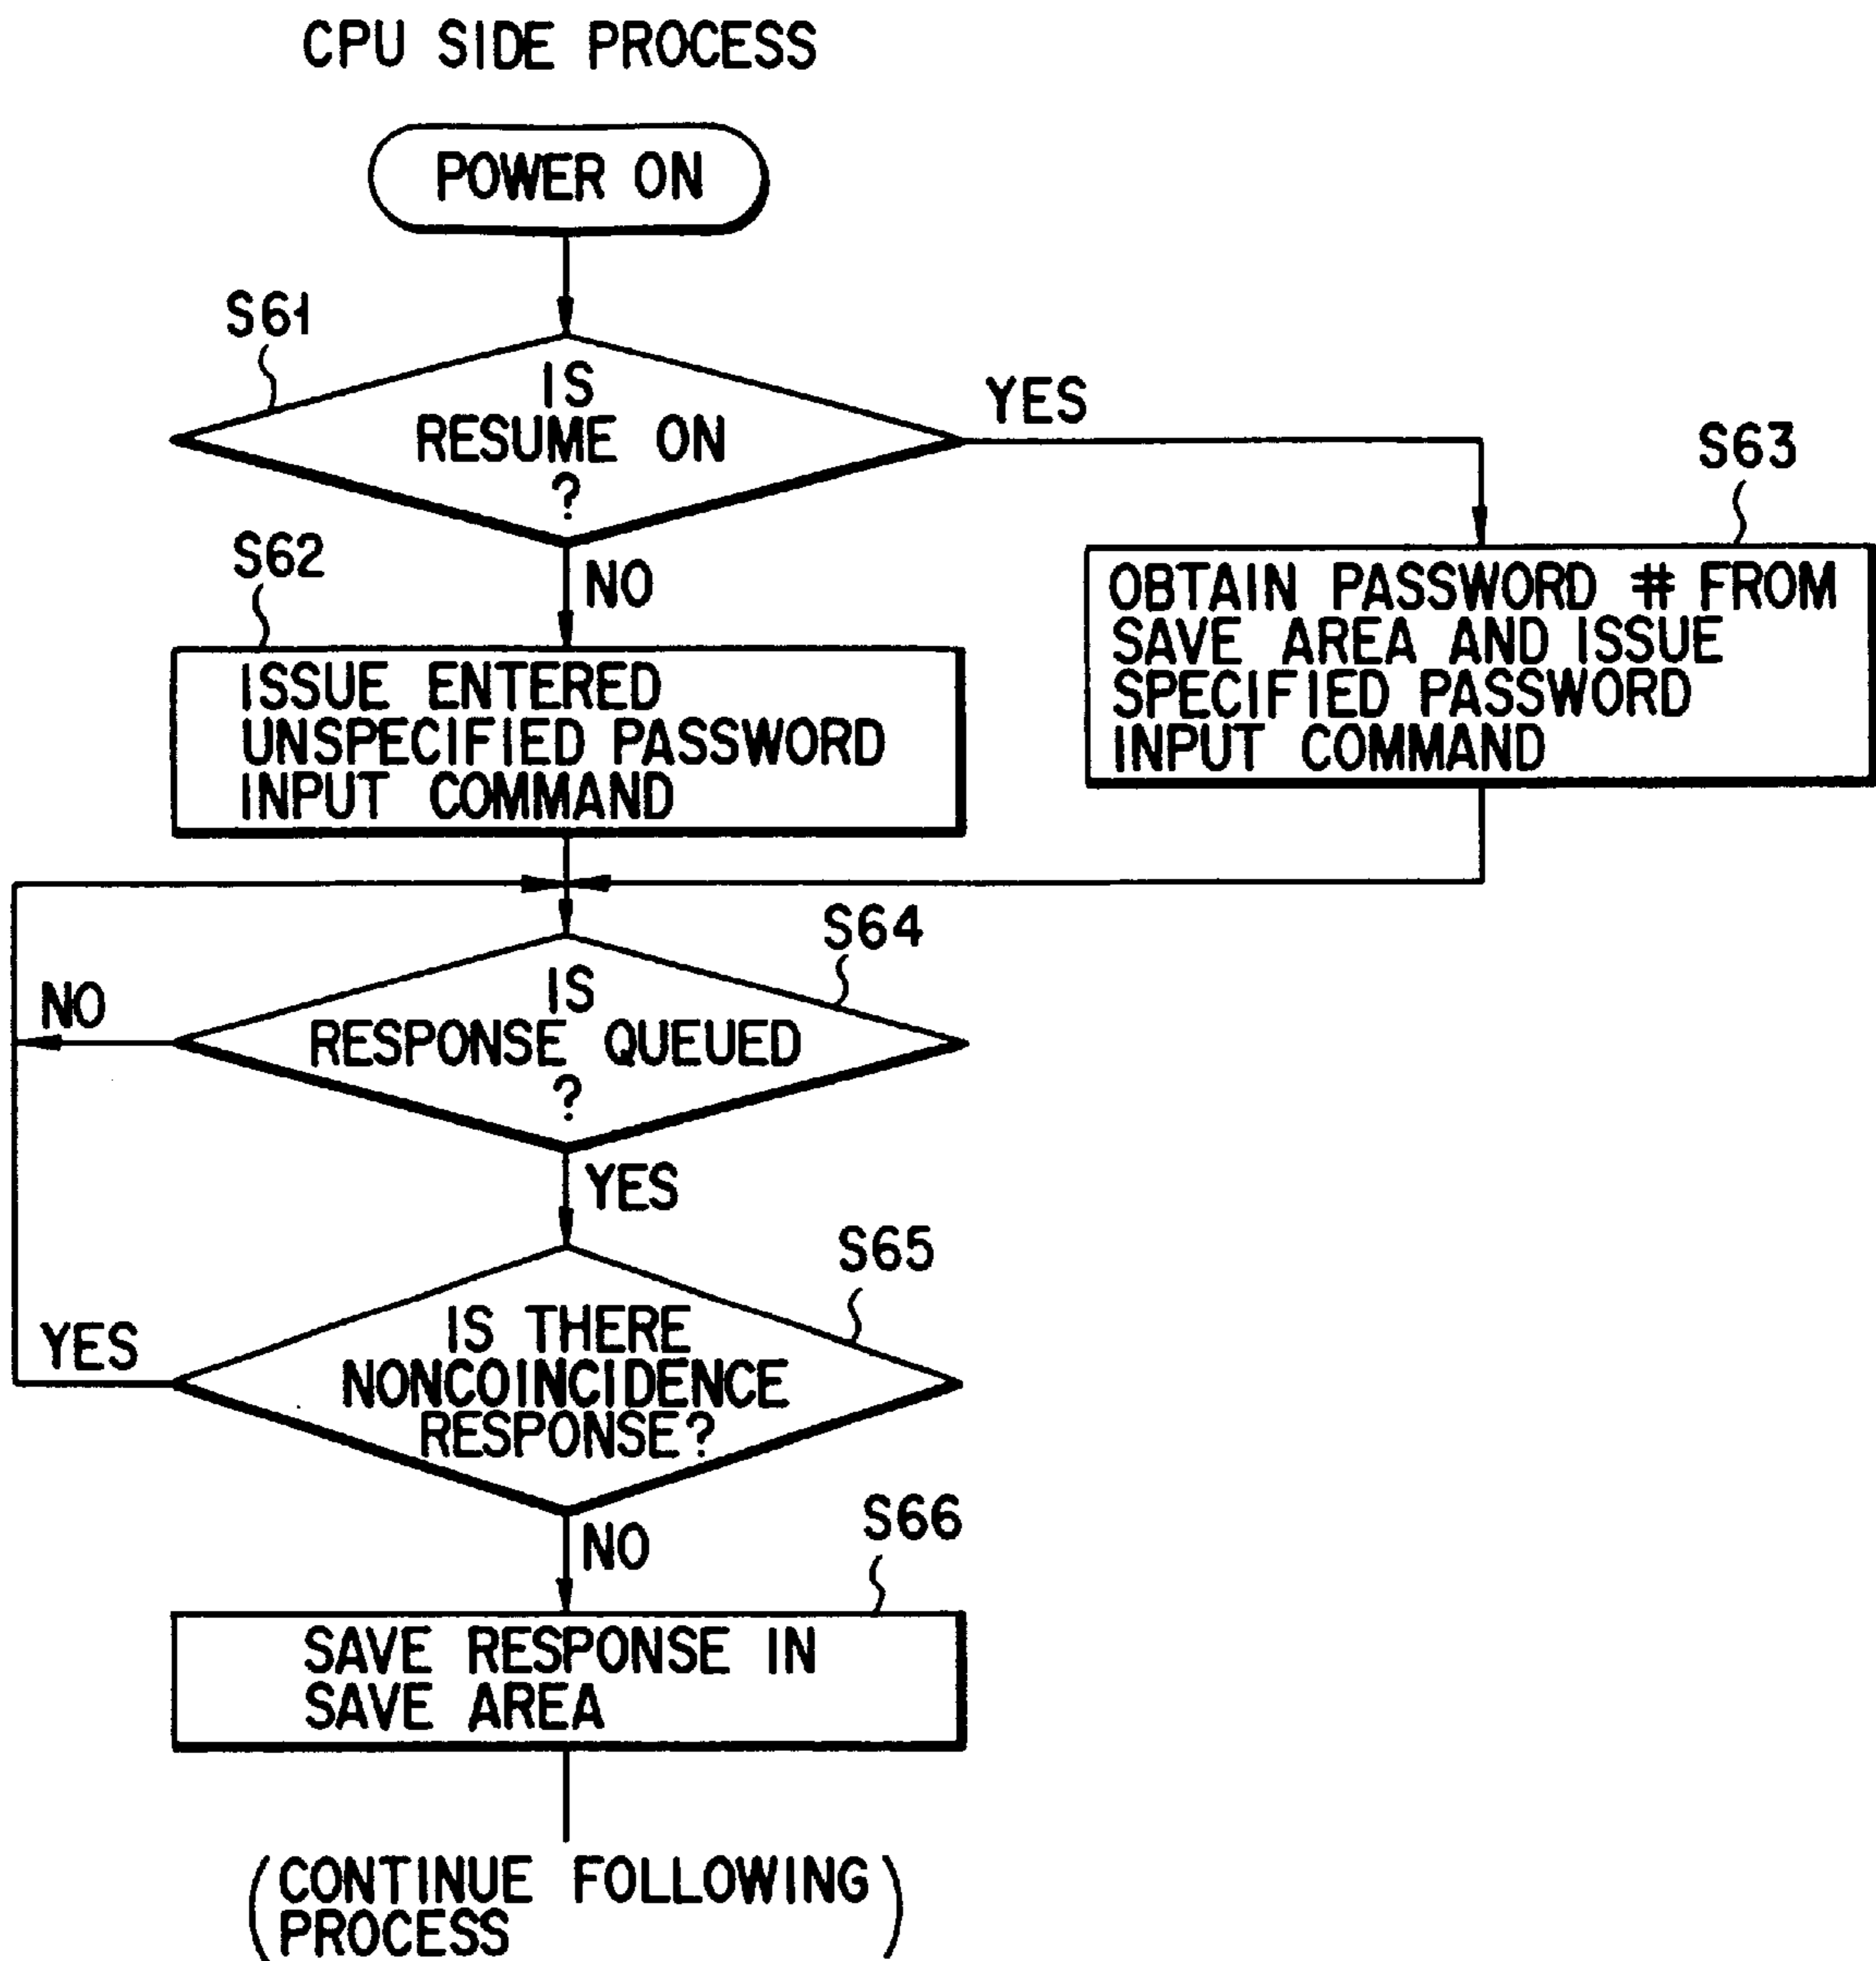 CPU SIDE PROCESS
POWER ON
S61
IS
RESUME ON
?
YES
S63
S62
NO
OBTAIN PASSWORD # FROM
SAVE AREA AND ISSUE
SPECIFIED PASSWORD
INPUT COMMAND
ISSUE ENTERED
UNSPECIFIED PASSWORD
INPUT COMMAND
S64
NO
IS
RESPONSE QUEUED
?
YES
S65
YES
IS THERE
NONCOINCIDENCE
RESPONSE?
NO
S66
SAVE RESPONSE IN
SAVE AREA
(CONTINUE FOLLOWING
PROCESS)